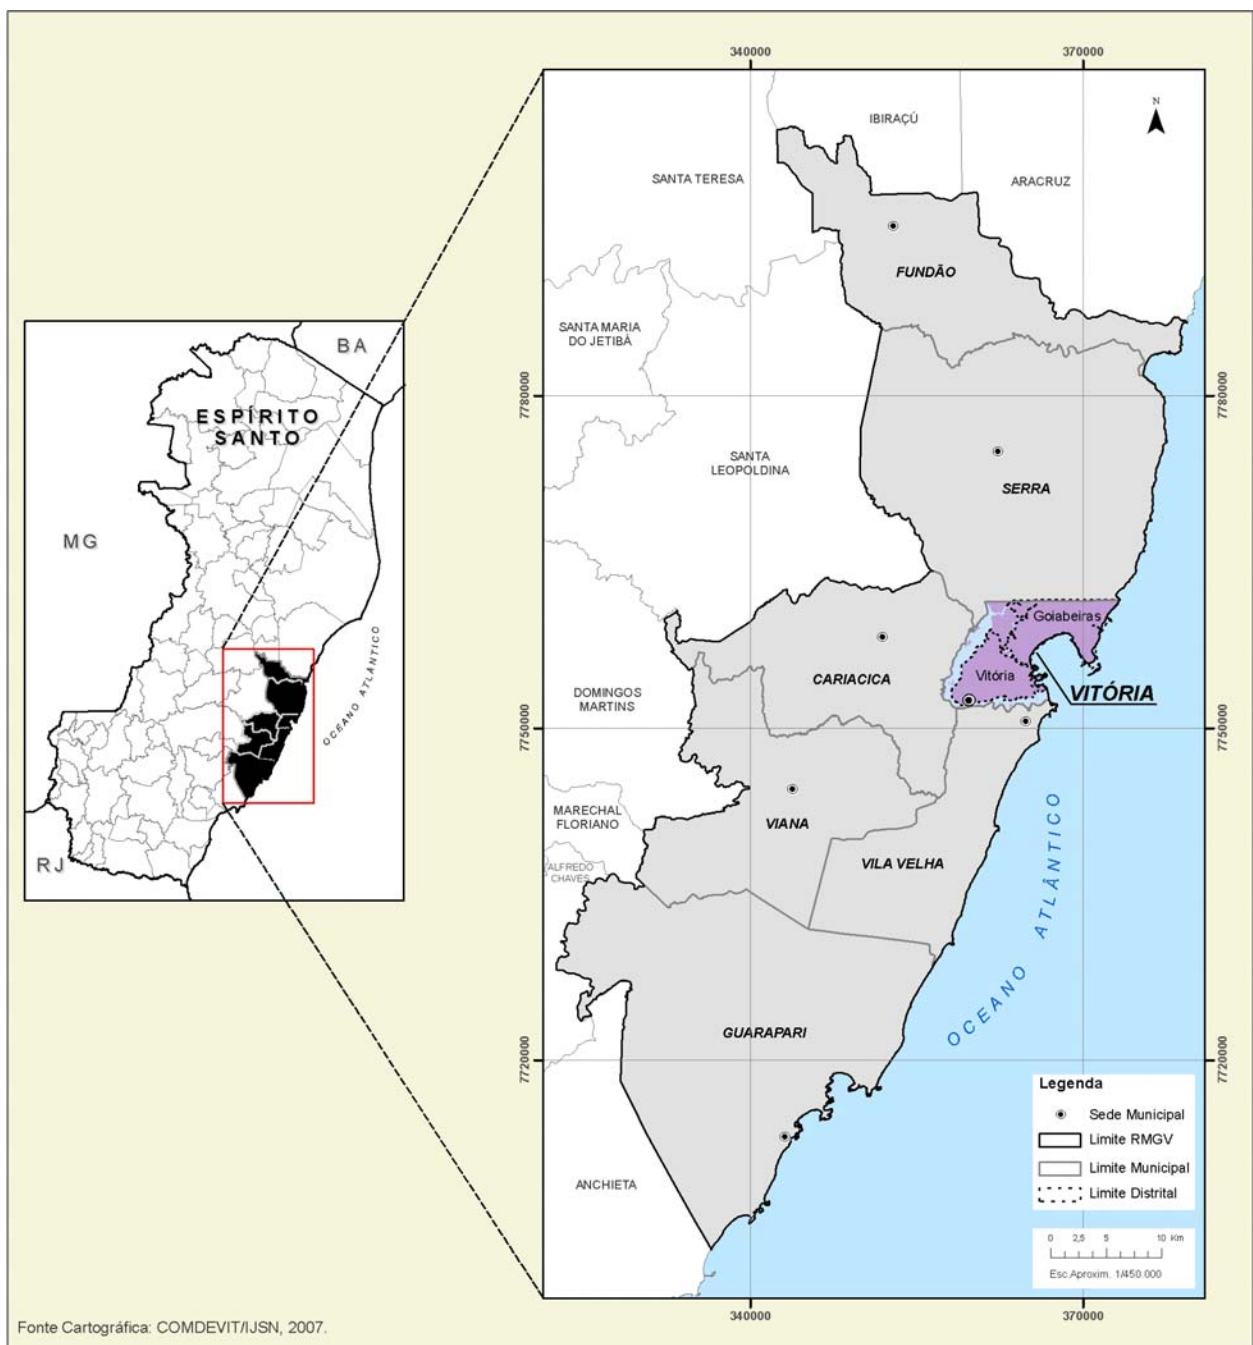 340000
370000
N
IBIRAÇÚ
SANTA TERESA
ARACRUZ
FUNDÃO
SANTA MARIA
DO JETIBÁ
BA
ESPÍRITO
SANTO
7780000
7780000
SANTA
LEOPOLDINA
SERRA
MG
Goiabeiras
OCEANO ATLÂNTICO
Vitória
CARIACICA
VITÓRIA
DOMINGOS
MARTINS
7750000
7750000
MARECHAL
FLORIANO
VIANA
VILA VELHA
ALFREDO
CHAVES
RJ
OCEANO ATLÂNTICO
GUARAPARI
7720000
7720000
Legenda
Sede Municipal
Limite RMGV
Limite Municipal
Limite Distrital
ANCHIETA
0 2,5 5 10 Km
Esc.Aproxim. 1/450.000
340000
370000
Fonte Cartográfica: COMDEVIT/IJSN, 2007.